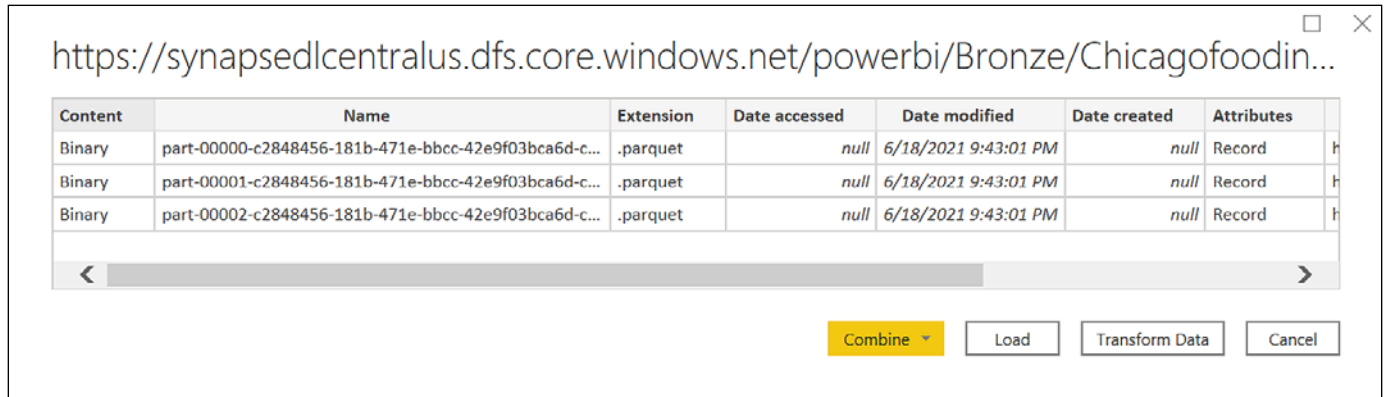 https://synapsedlcentralus.dfs.core.windows.net/powerbi/Bronze/Chicagofoodin...
Content Name Extension Date accessed Date modified Date created Attributes
Binary part-00000-c2848456-181b-471e-bbcc-42e9f03bca6d-c... .parquet null 6/18/2021 9:43:01 PM null Record h
Binary part-00001-c2848456-181b-471e-bbcc-42e9f03bca6d-c... .parquet null 6/18/2021 9:43:01 PM null Record h
Binary part-00002-c2848456-181b-471e-bbcc-42e9f03bca6d-c... .parquet null 6/18/2021 9:43:01 PM null Record h
Combine Load Transform Data Cancel